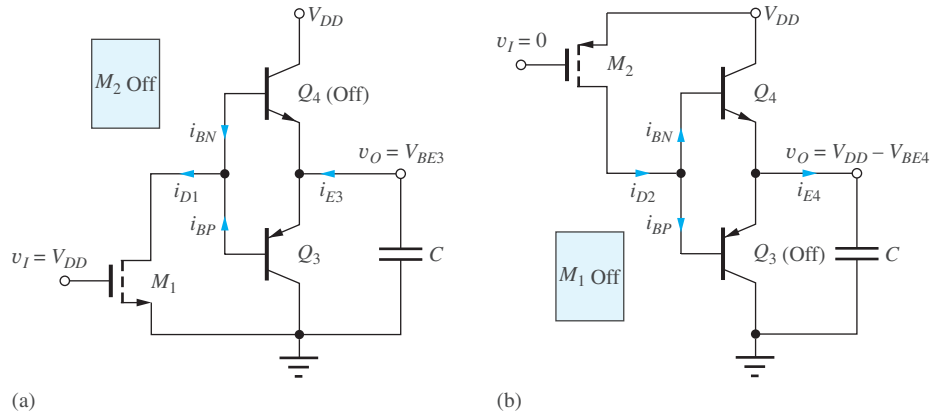 V_DD
M_2 Off
Q_4 (Off)
i_BN
v_O = V_BE3
i_D1
i_E3
i_BP
Q_3
C
v_I = V_DD
M_1
(a)
V_DD
v_I = 0
M_2
Q_4
i_BN
v_O = V_DD – V_BE4
i_D2
i_E4
i_BP
Q_3 (Off)
C
M_1 Off
(b)